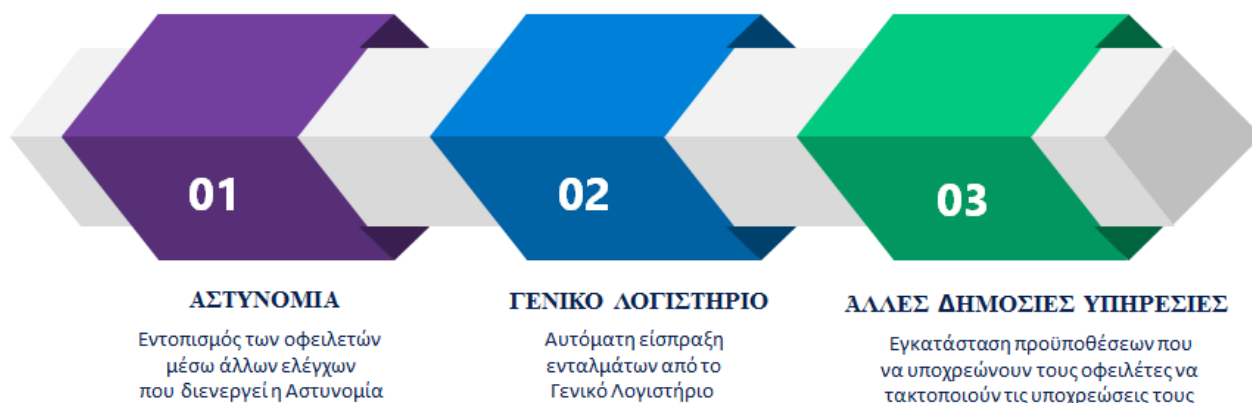 01
02
03
ΑΣΤΥΝΟΜΙΑ
Εντοπισμός των οφειλετών
μέσω άλλων ελέγχων
που διενεργεί η Αστυνομία
ΓΕΝΙΚΟ ΛΟΓΙΣΤΗΡΙΟ
Αυτόματη είσπραξη
ενταλμάτων από το
Γενικό Λογιστήριο
ΆΛΛΕΣ ΔΗΜΟΣΙΕΣ ΥΠΗΡΕΣΙΕΣ
Εγκατάσταση προϋποθέσεων που
να υποχρεώνουν τους οφειλέτες να
τακτοποιούν τις υποχρεώσεις τους